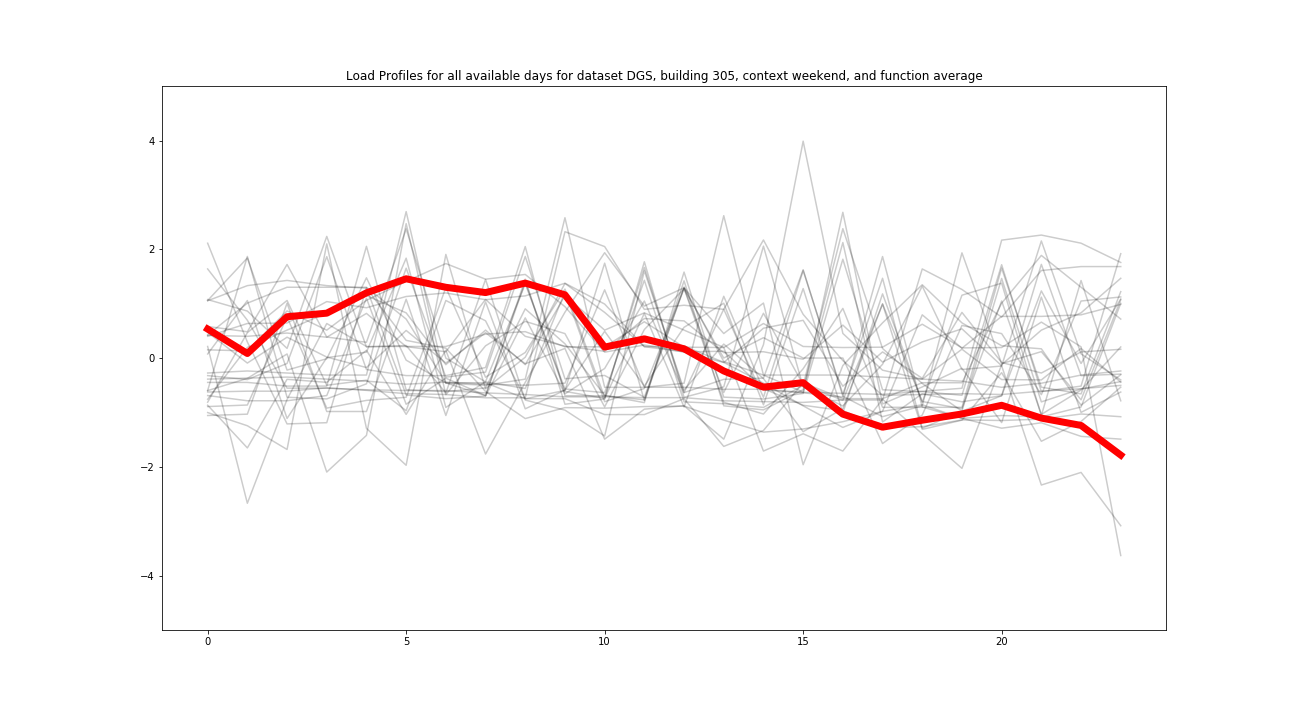 Load Profiles for all available days for dataset DGS, building 305, context weekend, and function average
4
2
0
−2
−4
0 5 10 15 20